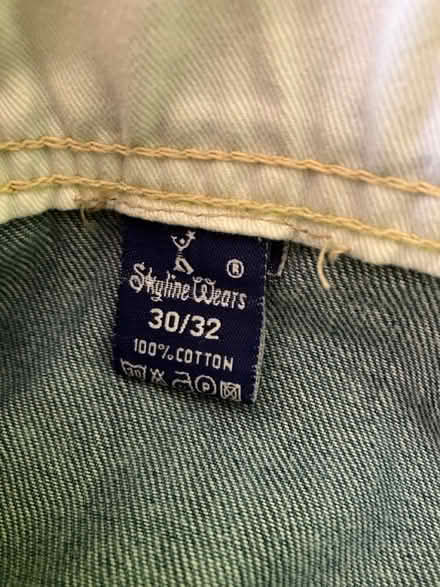 ®
Skyline Wears
30/32
100% COTTON
P